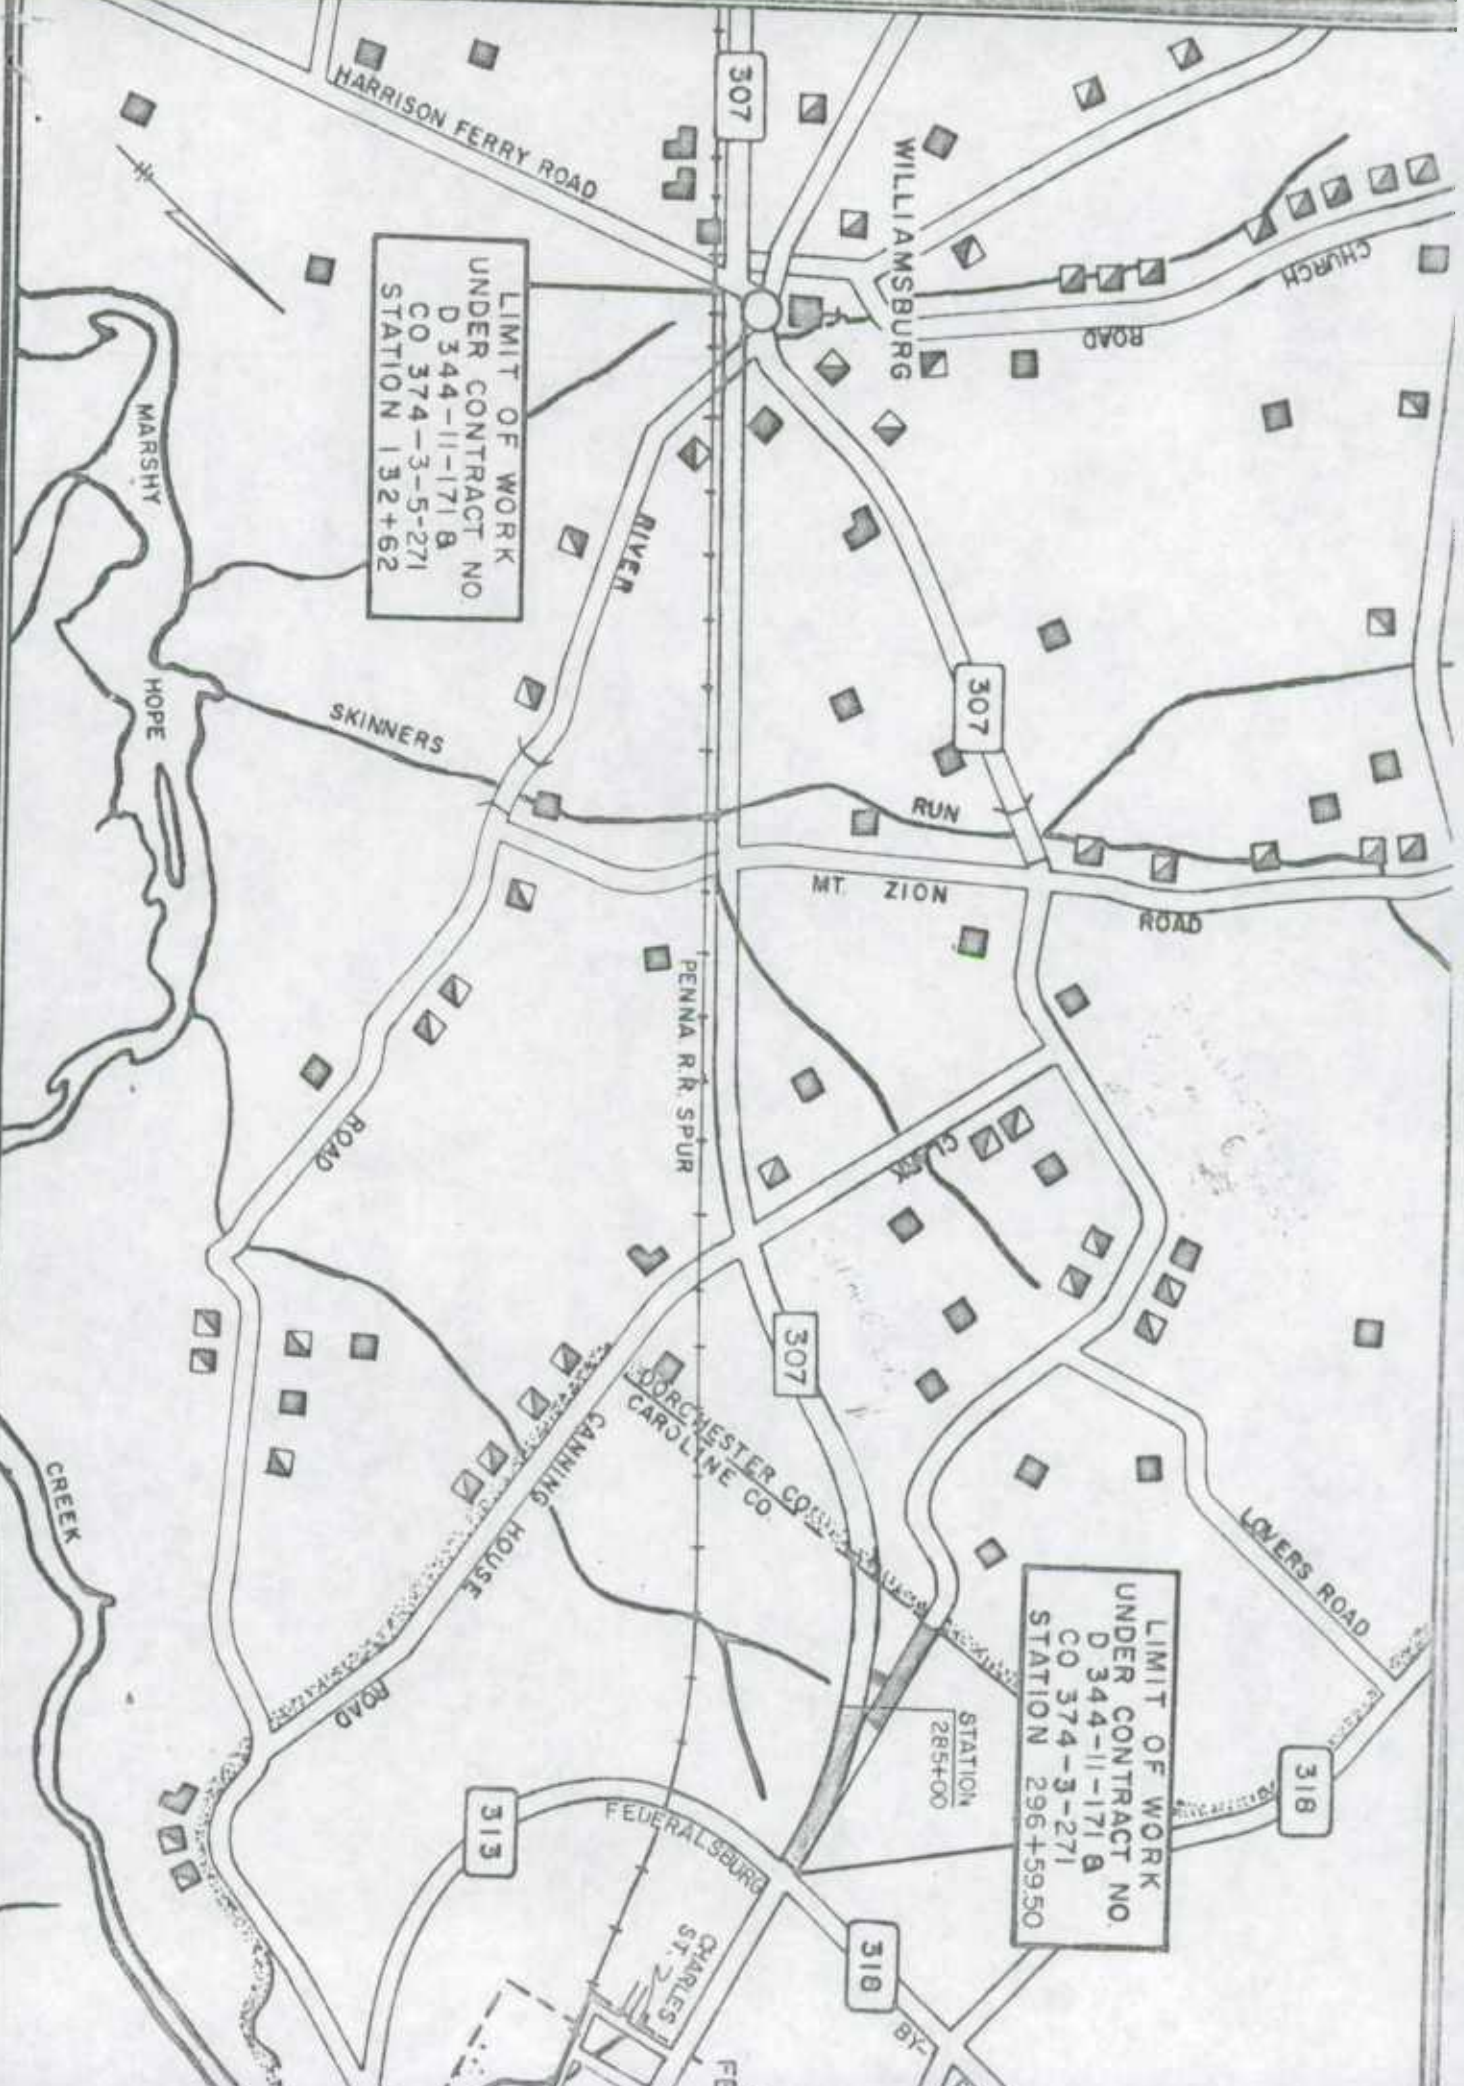 307
HARRISON FERRY ROAD
WILLIAMSBURG
CHURCH
ROAD
LIMIT OF WORK
UNDER CONTRACT NO.
D 344-11-171 &
CO 374-3-5-271
STATION 132+62
MARSHY
HOPE
RIVER
SKINNERS
307
RUN
MT. ZION
ROAD
PENNA R.R. SPUR
ROAD
307
DORCHESTER CO.
CAROLINE CO.
CANNING
HOUSE
ROAD
CREEK
LOVERS ROAD
LIMIT OF WORK
UNDER CONTRACT NO.
D 344-11-171 &
CO 374-3-271
STATION 296+59.50
STATION
285+00
318
313
FEDERALSBURG
318
CHARLES
ST.
BY-
FE